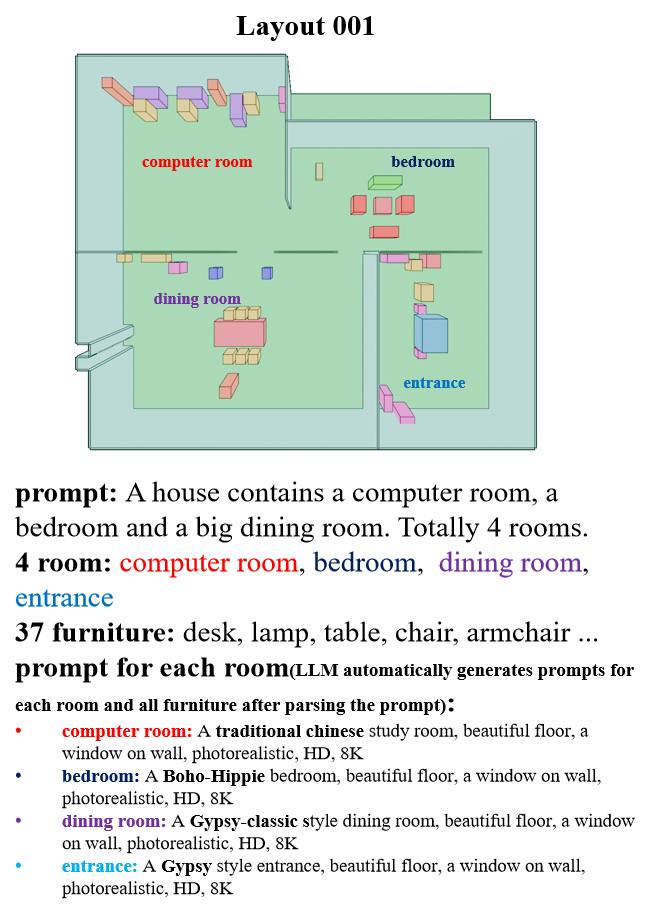 Layout 001
computer room
bedroom
dining room
entrance
prompt: A house contains a computer room, a
bedroom and a big dining room. Totally 4 rooms.
4 room: computer room, bedroom, dining room,
entrance
37 furniture: desk, lamp, table, chair, armchair ...
prompt for each room(LLM automatically generates prompts for
each room and all furniture after parsing the prompt):
• computer room: A traditional chinese study room, beautiful floor, a
window on wall, photorealistic, HD, 8K
• bedroom: A Boho-Hippie bedroom, beautiful floor, a window on wall,
photorealistic, HD, 8K
• dining room: A Gypsy-classic style dining room, beautiful floor, a window
on wall, photorealistic, HD, 8K
• entrance: A Gypsy style entrance, beautiful floor, a window on wall,
photorealistic, HD, 8K